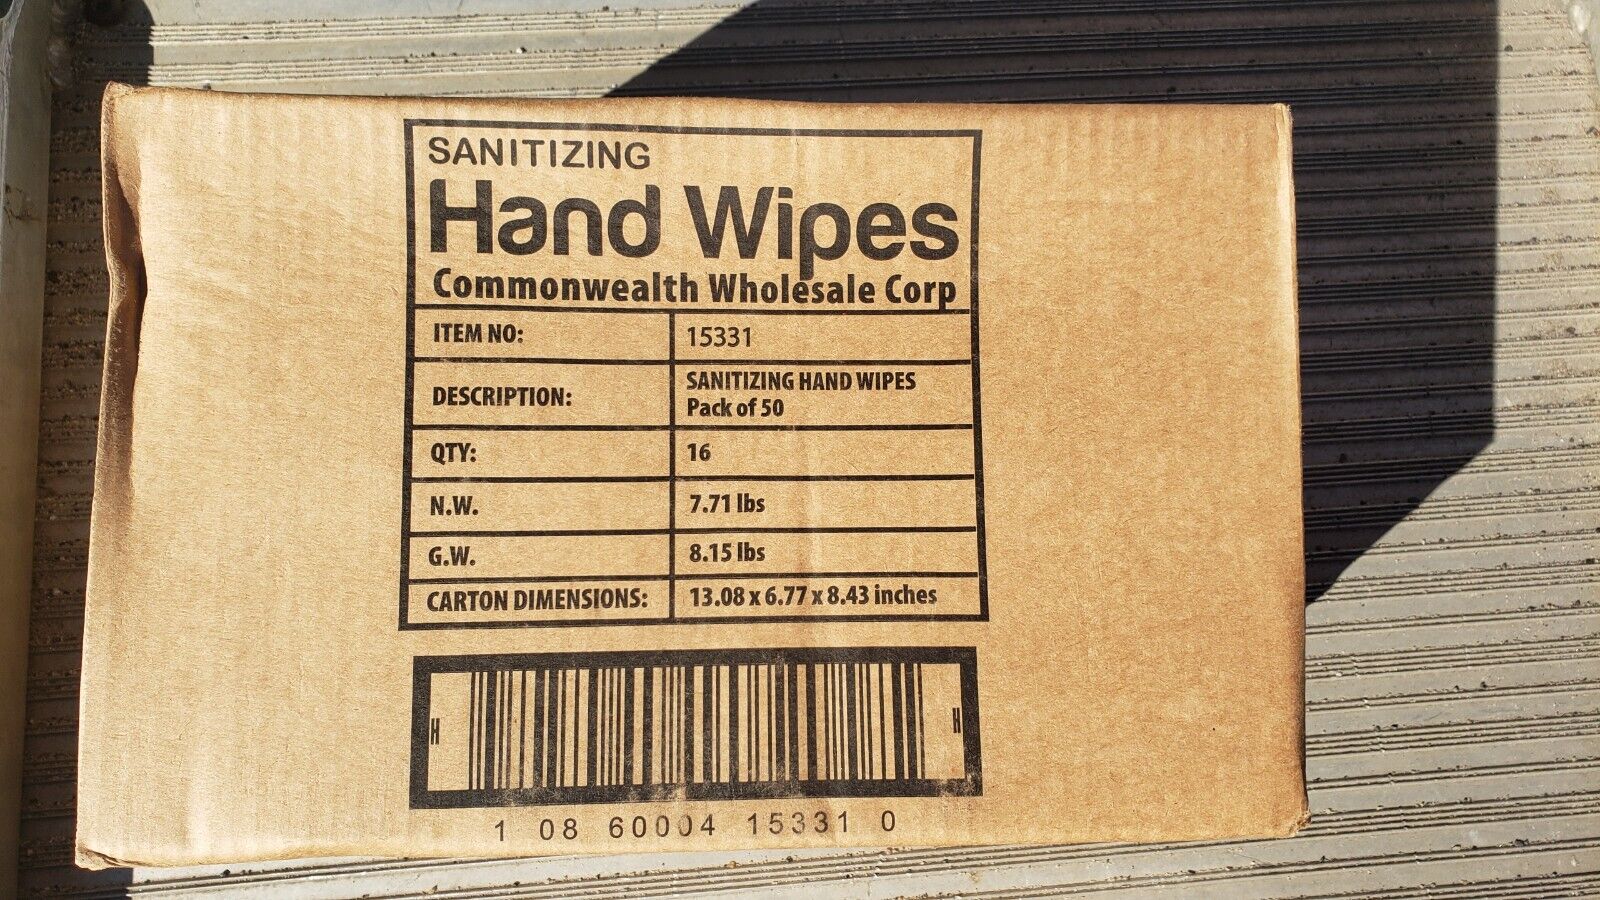 SANITIZING
Hand Wipes
Commonwealth Wholesale Corp
ITEM NO: 15331
DESCRIPTION: SANITIZING HAND WIPES
Pack of 50
QTY: 16
N.W. 7.71 lbs
G.W. 8.15 lbs
CARTON DIMENSIONS: 13.08 x 6.77 x 8.43 inches
H H
1 08 60004 15331 0